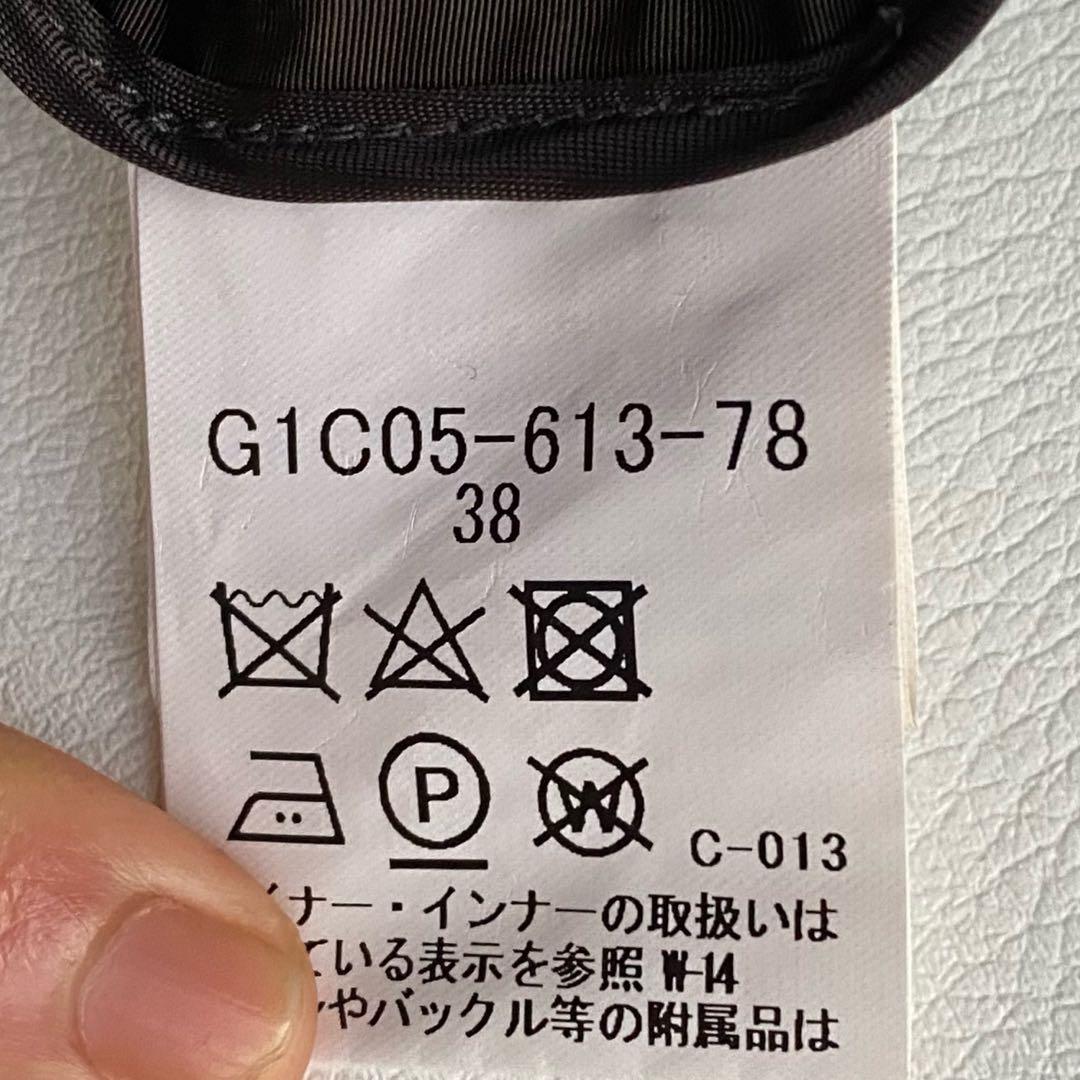 G1C05-613-78
38
P
W
C-013
イナー・インナーの取扱いは
ている表示を参照 W-14
やバックル等の附属品は